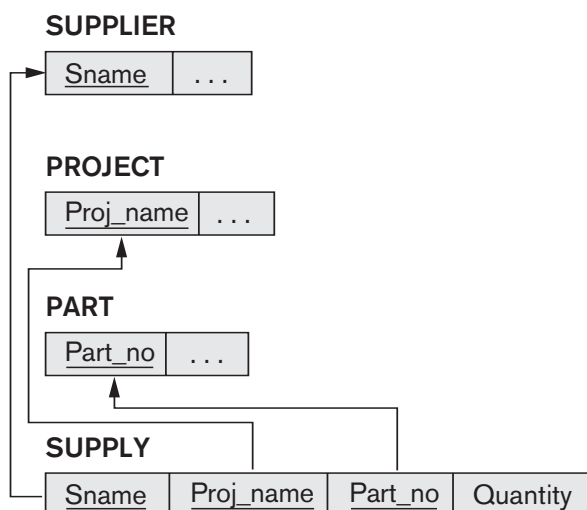 SUPPLIER
Sname ...
PROJECT
Proj_name ...
PART
Part_no ...
SUPPLY
Sname Proj_name Part_no Quantity